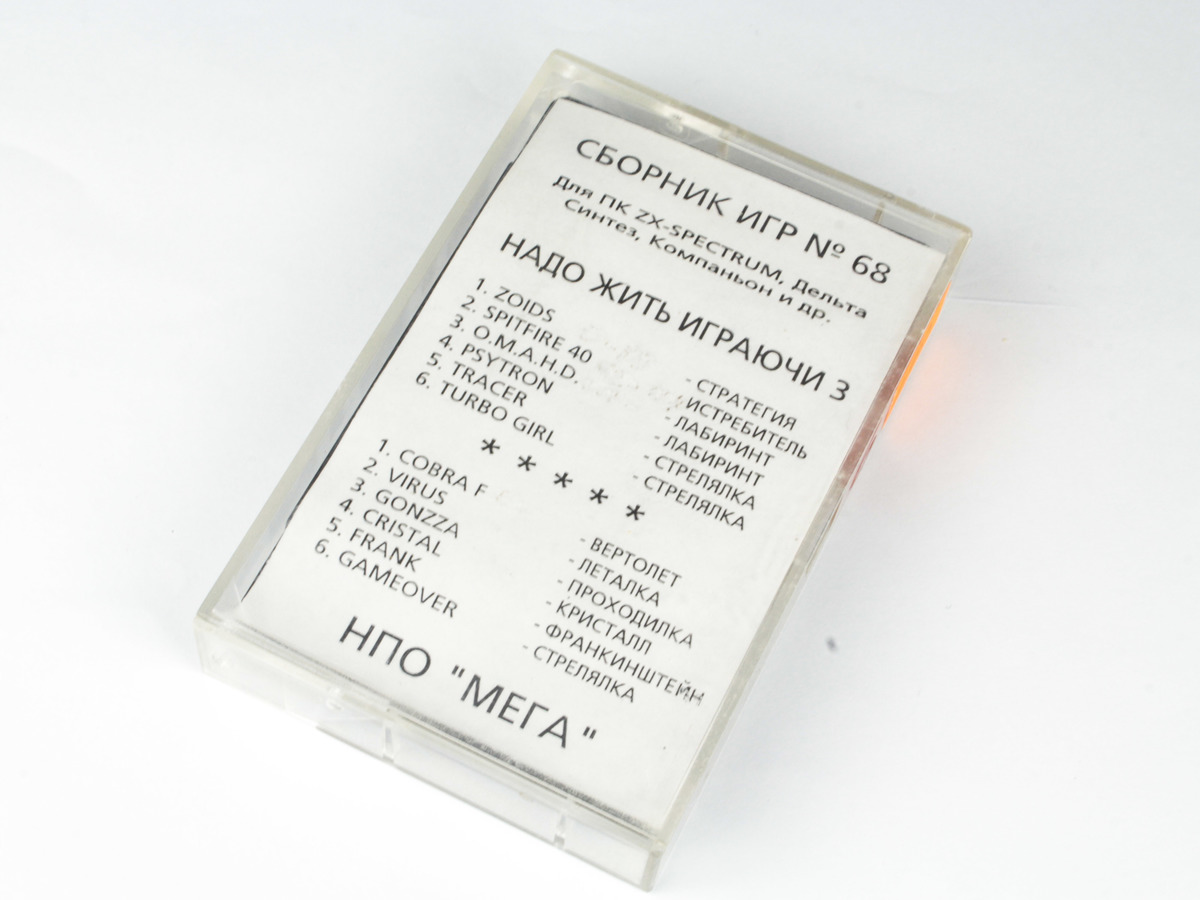 СБОРНИК ИГР № 68
Для ПК ZX-SPECTRUM, Дельта
Синтез, Компаньон и др.
НАДО ЖИТЬ ИГРАЮЧИ 3
1. ZOIDS - СТРАТЕГИЯ
2. SPITFIRE 40 - ИСТРЕБИТЕЛЬ
3. O.M.A.H.D. - ЛАБИРИНТ
4. PSYTRON - ЛАБИРИНТ
5. TRACER - СТРЕЛЯЛКА
6. TURBO GIRL - СТРЕЛЯЛКА
* * * * *
1. COBRA F - ВЕРТОЛЕТ
2. VIRUS - ЛЕТАЛКА
3. GONZZA - ПРОХОДИЛКА
4. CRISTAL - КРИСТАЛЛ
5. FRANK - ФРАНКИНШТЕЙН
6. GAMEOVER - СТРЕЛЯЛКА
НПО "МЕГА"